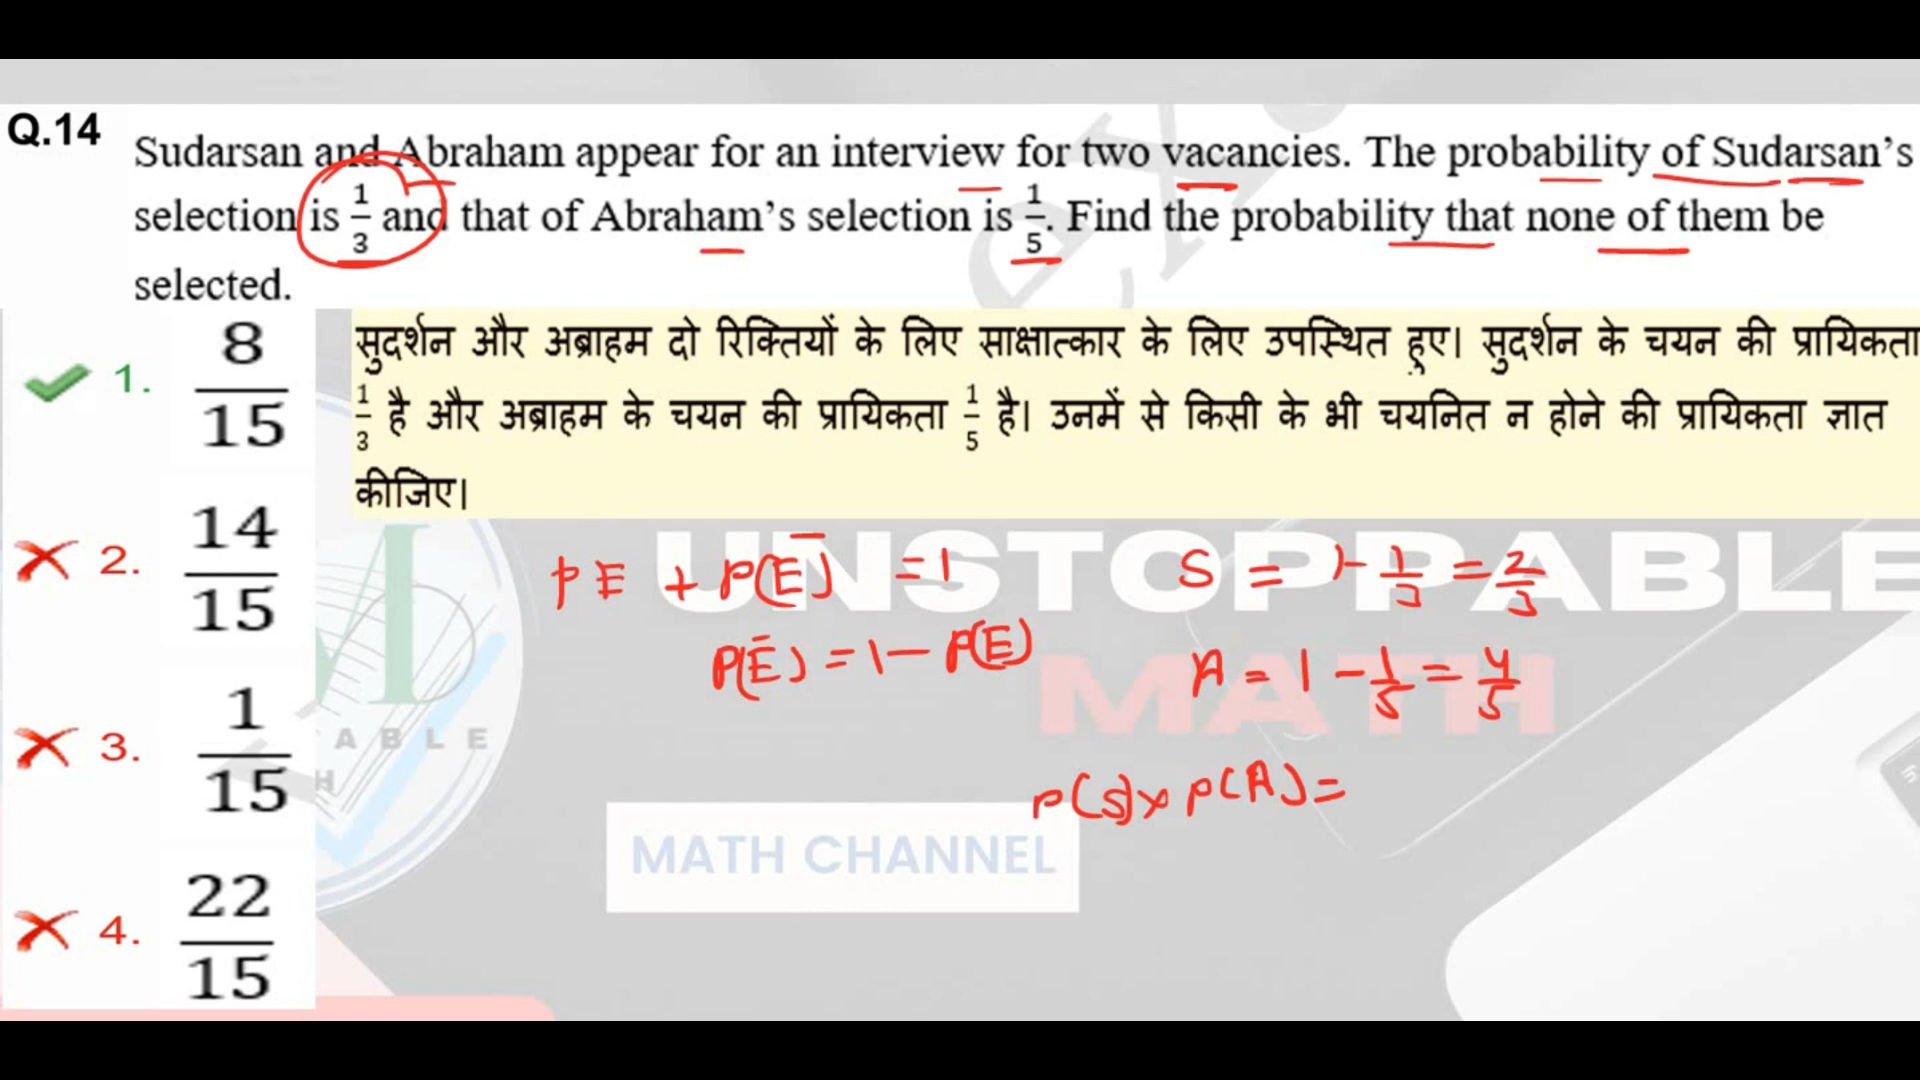 Q.14
Sudarsan and Abraham appear for an interview for two vacancies. The probability of Sudarsan's
selection is 1/3 and that of Abraham's selection is 1/5. Find the probability that none of them be
selected.
सुदर्शन और अब्राहम दो रिक्तियों के लिए साक्षात्कार के लिए उपस्थित हुए। सुदर्शन के चयन की प्रायिकता
1/3 है और अब्राहम के चयन की प्रायिकता 1/5 है। उनमें से किसी के भी चयनित न होने की प्रायिकता ज्ञात
कीजिए।
1. 8/15
2. 14/15
3. 1/15
4. 22/15
PE + P(E̅) = 1
P(E̅) = 1 - P(E)
S = 1 - 1/3 = 2/3
A = 1 - 1/5 = 4/5
P(S) x P(A) =
UNSTOPPABLE
MATH
MATH CHANNEL